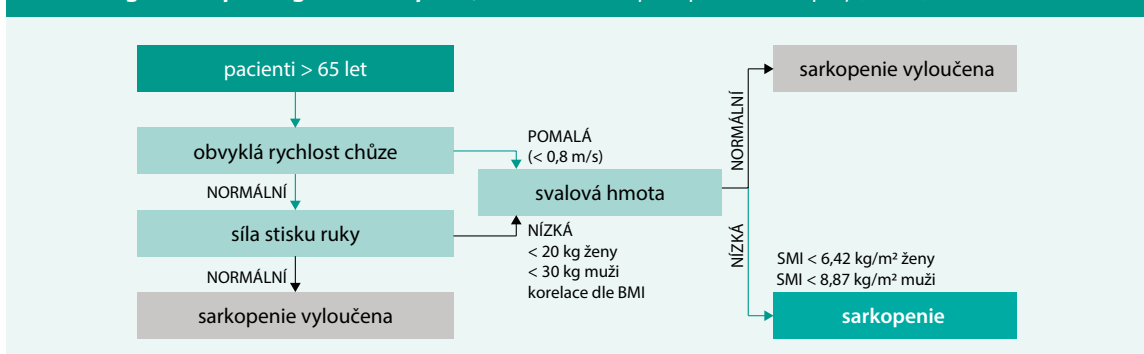 pacienti > 65 let
obvyklá rychlost chůze
NORMÁLNÍ
síla stisku ruky
NORMÁLNÍ
sarkopenie vyloučena
POMALÁ
(< 0,8 m/s)
svalová hmota
NÍZKÁ
< 20 kg ženy
< 30 kg muži
korelace dle BMI
NORMÁLNÍ
sarkopenie vyloučena
NÍZKÁ
SMI < 6,42 kg/m² ženy
SMI < 8,87 kg/m² muži
sarkopenie